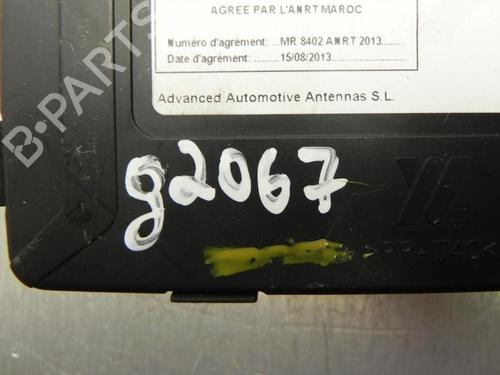 AGREE PAR L'ANRT MAROC
Numéro d'agrément: ...MR 8402 ANRT 2013........
Date d'agrément: ..........15/08/2013................
Advanced Automotive Antennas S.L.
B-PARTS
g2067
>PP-T40<